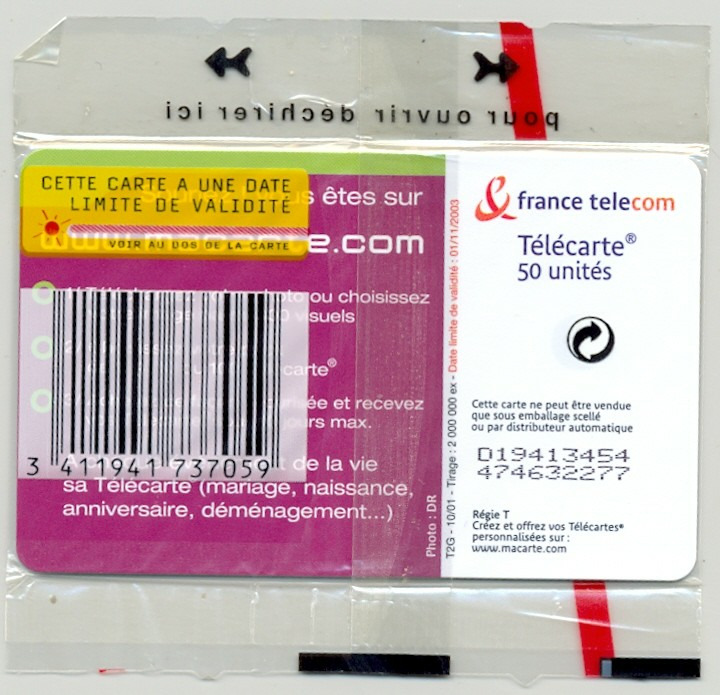 pour ouvrir déchirer ici
CETTE CARTE A UNE DATE
LIMITE DE VALIDITÉ
VOIR AU DOS DE LA CARTE
êtes sur
www.macarte.com
ou choisissez
visuels
carte®
et recevez
jours max.
de la vie
sa Télécarte (mariage, naissance,
anniversaire, déménagement...)
3 411941 737059
Photo : DR
T2G - 10/01 - Tirage : 2 000 000 ex - Date limite de validité : 01/11/2003
france telecom
Télécarte®
50 unités
Cette carte ne peut être vendue
que sous emballage scellé
ou par distributeur automatique
D19413454
474632277
Régie T
Créez et offrez vos Télécartes®
personnalisées sur :
www.macarte.com